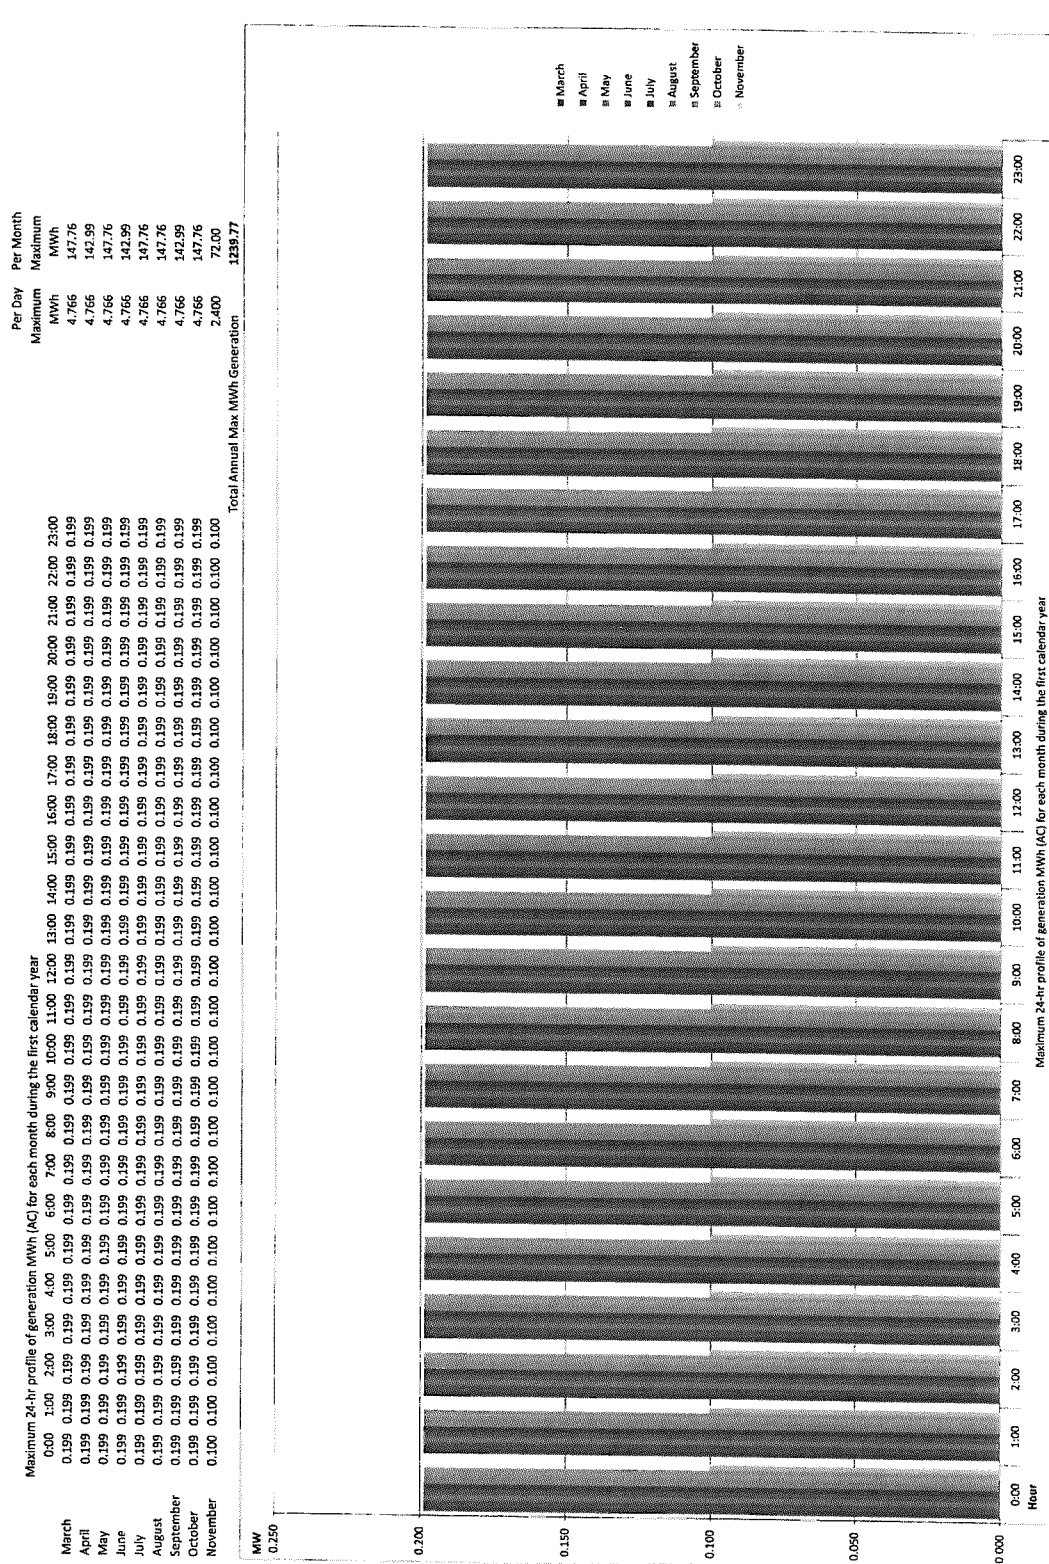 Per Day Per Month
Maximum 24-hr profile of generation MWh (AC) for each month during the first calendar year Maximum Maximum
0:00 1:00 2:00 3:00 4:00 5:00 6:00 7:00 8:00 9:00 10:00 11:00 12:00 13:00 14:00 15:00 16:00 17:00 18:00 19:00 20:00 21:00 22:00 23:00 MWh MWh
March 0.199 0.199 0.199 0.199 0.199 0.199 0.199 0.199 0.199 0.199 0.199 0.199 0.199 0.199 0.199 0.199 0.199 0.199 0.199 0.199 0.199 0.199 0.199 0.199 4.766 147.76
April 0.199 0.199 0.199 0.199 0.199 0.199 0.199 0.199 0.199 0.199 0.199 0.199 0.199 0.199 0.199 0.199 0.199 0.199 0.199 0.199 0.199 0.199 0.199 0.199 4.766 142.99
May 0.199 0.199 0.199 0.199 0.199 0.199 0.199 0.199 0.199 0.199 0.199 0.199 0.199 0.199 0.199 0.199 0.199 0.199 0.199 0.199 0.199 0.199 0.199 0.199 4.766 147.76
June 0.199 0.199 0.199 0.199 0.199 0.199 0.199 0.199 0.199 0.199 0.199 0.199 0.199 0.199 0.199 0.199 0.199 0.199 0.199 0.199 0.199 0.199 0.199 0.199 4.766 142.99
July 0.199 0.199 0.199 0.199 0.199 0.199 0.199 0.199 0.199 0.199 0.199 0.199 0.199 0.199 0.199 0.199 0.199 0.199 0.199 0.199 0.199 0.199 0.199 0.199 4.766 147.76
August 0.199 0.199 0.199 0.199 0.199 0.199 0.199 0.199 0.199 0.199 0.199 0.199 0.199 0.199 0.199 0.199 0.199 0.199 0.199 0.199 0.199 0.199 0.199 0.199 4.766 147.76
September 0.199 0.199 0.199 0.199 0.199 0.199 0.199 0.199 0.199 0.199 0.199 0.199 0.199 0.199 0.199 0.199 0.199 0.199 0.199 0.199 0.199 0.199 0.199 0.199 4.766 142.99
October 0.199 0.199 0.199 0.199 0.199 0.199 0.199 0.199 0.199 0.199 0.199 0.199 0.199 0.199 0.199 0.199 0.199 0.199 0.199 0.199 0.199 0.199 0.199 0.199 4.766 147.76
November 0.100 0.100 0.100 0.100 0.100 0.100 0.100 0.100 0.100 0.100 0.100 0.100 0.100 0.100 0.100 0.100 0.100 0.100 0.100 0.100 0.100 0.100 0.100 0.100 2.400 72.00
Total Annual Max MWh Generation 1239.77
MW
0.250
0.200
0.150
0.100
0.050
0.000
March
April
May
June
July
August
September
October
November
0:00 1:00 2:00 3:00 4:00 5:00 6:00 7:00 8:00 9:00 10:00 11:00 12:00 13:00 14:00 15:00 16:00 17:00 18:00 19:00 20:00 21:00 22:00 23:00
Hour
Maximum 24-hr profile of generation MWh (AC) for each month during the first calendar year